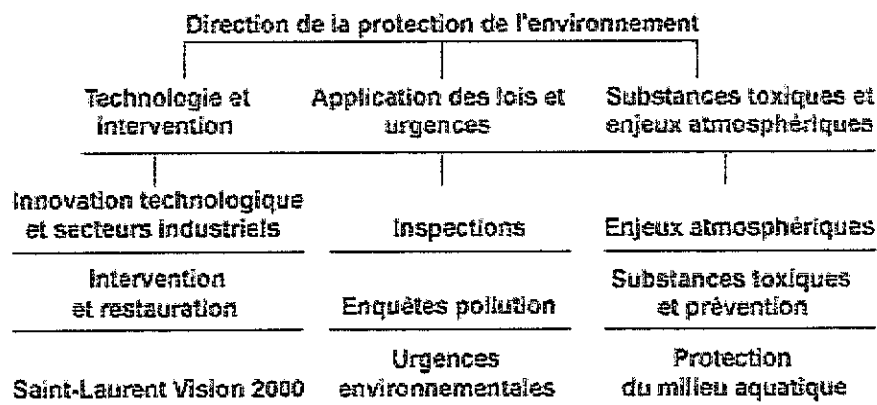 Direction de la protection de l'environnement
Technologie et
intervention
Application des lois et
urgences
Substances toxiques et
enjeux atmosphériques
Innovation technologique
et secteurs industriels
Inspections
Enjeux atmosphériques
Intervention
et restauration
Enquêtes pollution
Substances toxiques
et prévention
Saint-Laurent Vision 2000
Urgences
environnementales
Protection
du milieu aquatique